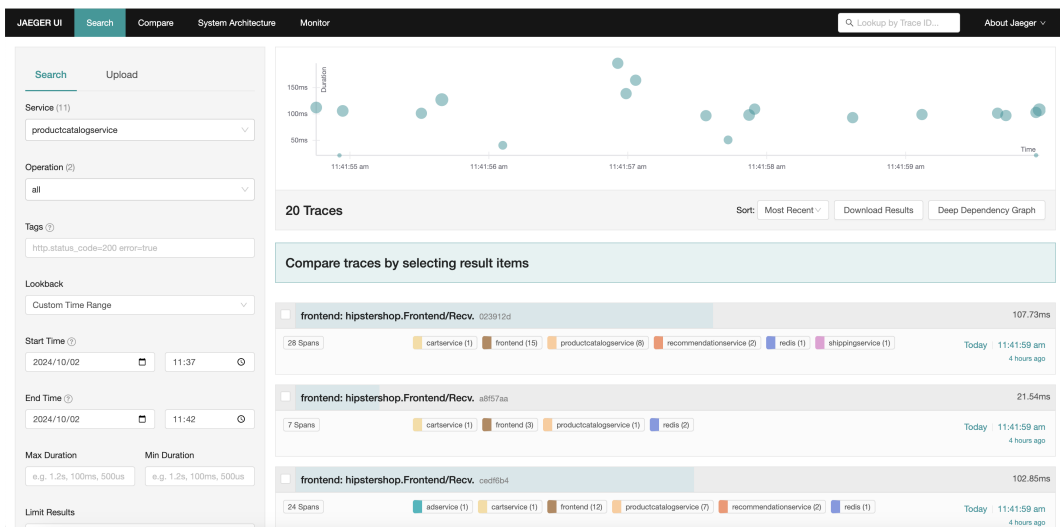 JAEGER UI Search Compare System Architecture Monitor Lookup by Trace ID... About Jaeger
Search Upload
Service (11)
productcatalogservice
Operation (2)
all
Tags
http.status_code=200 error=true
Lookback
Custom Time Range
Start Time
2024/10/02 11:37
End Time
2024/10/02 11:42
Max Duration Min Duration
e.g. 1.2s, 100ms, 500us e.g. 1.2s, 100ms, 500us
Limit Results
Duration
150ms
100ms
50ms
Time
11:41:55 am 11:41:56 am 11:41:57 am 11:41:58 am 11:41:59 am
20 Traces Sort: Most Recent Download Results Deep Dependency Graph
Compare traces by selecting result items
frontend: hipstershop.Frontend/Recv. 023912d 107.73ms
28 Spans cartservice (1) frontend (15) productcatalogservice (8) recommendationservice (2) redis (1) shippingservice (1) Today 11:41:59 am
4 hours ago
frontend: hipstershop.Frontend/Recv. a8f57aa 21.54ms
7 Spans cartservice (1) frontend (3) productcatalogservice (1) redis (2) Today 11:41:59 am
4 hours ago
frontend: hipstershop.Frontend/Recv. cedf6b4 102.85ms
24 Spans adservice (1) cartservice (1) frontend (12) productcatalogservice (7) recommendationservice (2) redis (1) Today 11:41:59 am
4 hours ago